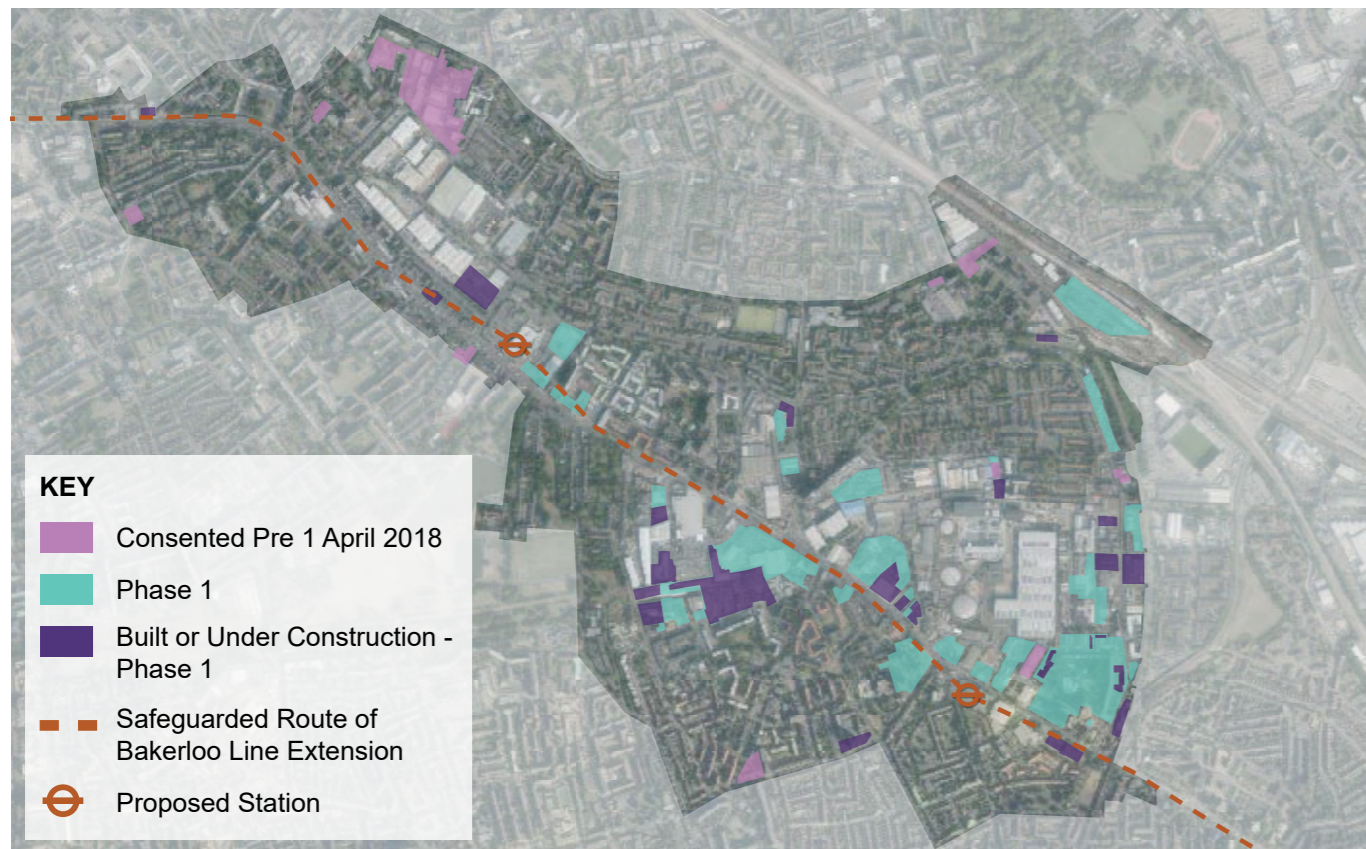 KEY
Consented Pre 1 April 2018
Phase 1
Built or Under Construction -
Phase 1
Safeguarded Route of
Bakerloo Line Extension
Proposed Station